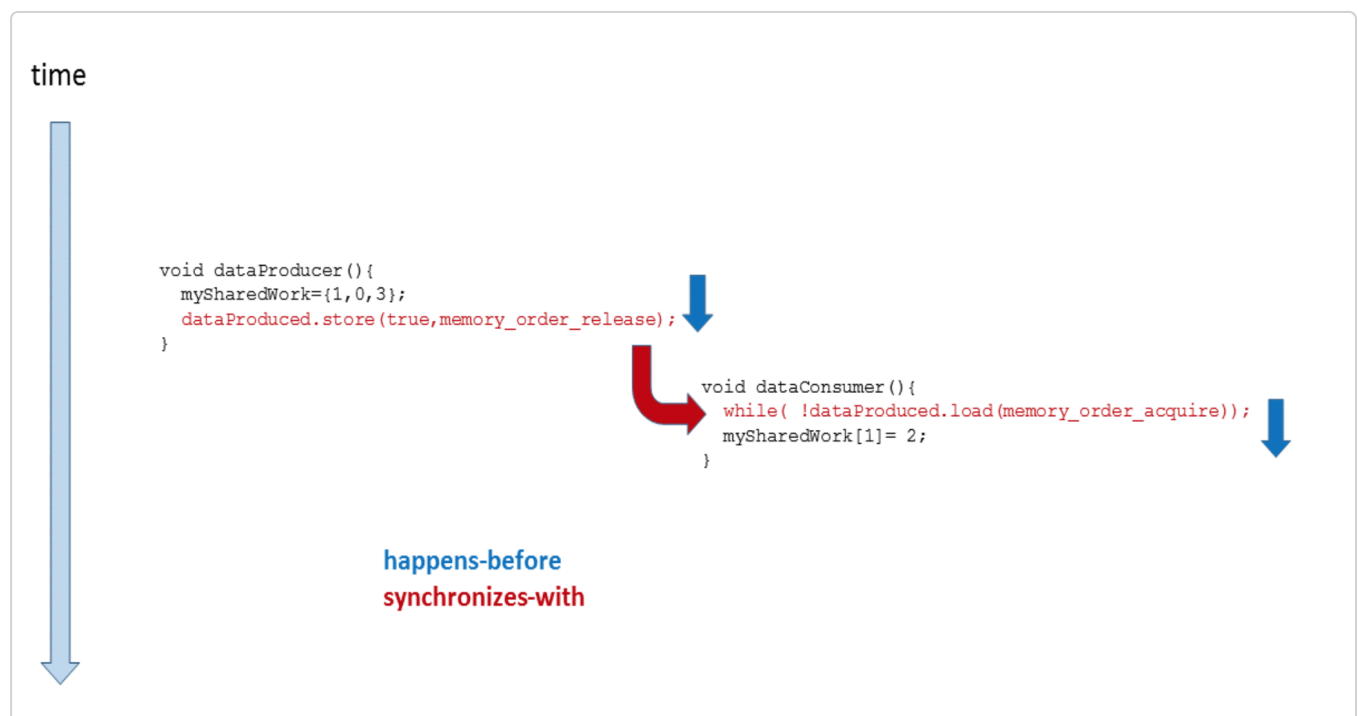 time
void dataProducer(){
mySharedWork={1,0,3};
dataProduced.store(true,memory_order_release);
}
void dataConsumer(){
while( !dataProduced.load(memory_order_acquire));
mySharedWork[1]= 2;
}
happens-before
synchronizes-with